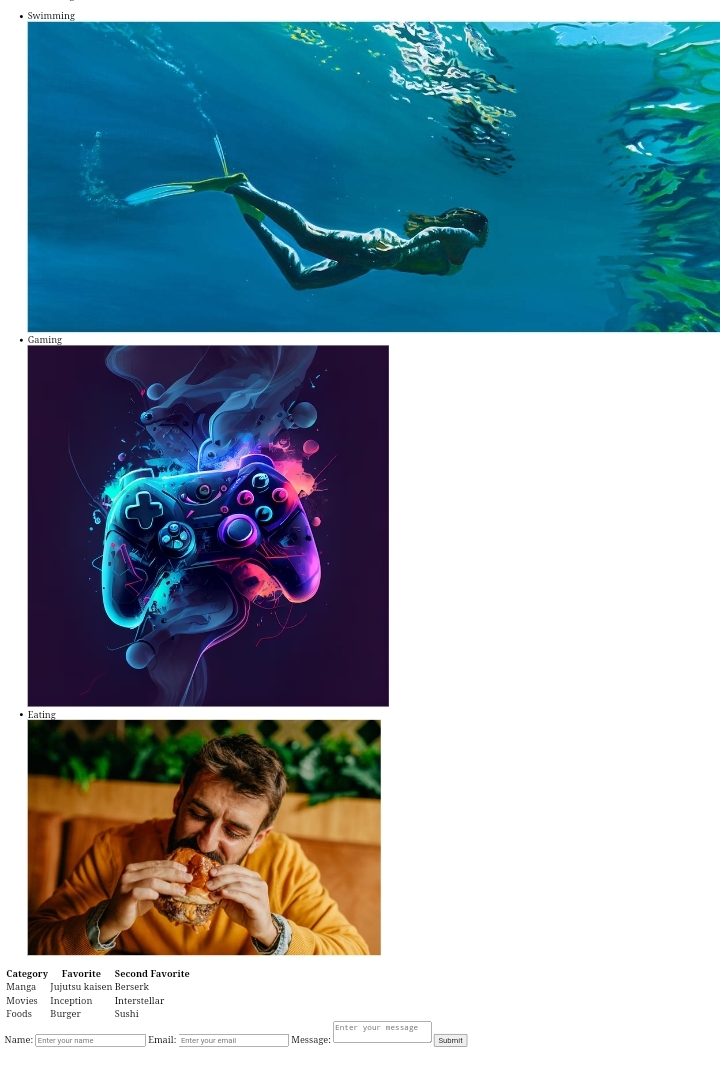 Swimming
Gaming
Eating
Category Favorite Second Favorite
Manga Jujutsu kaisen Berserk
Movies Inception Interstellar
Foods Burger Sushi
Name: Enter your name Email: Enter your email Message: Enter your message Submit